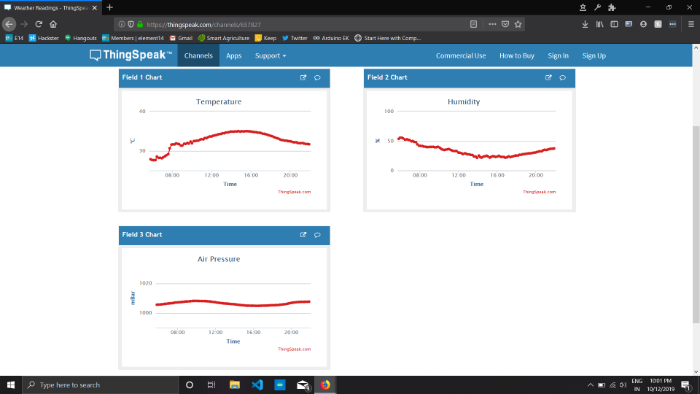 Weather Readings - ThingSpea
https://thingspeak.com/channels/657827
E14 Hackster Hangouts Members | element14 Gmail Smart Agriculture Keep Twitter Arduino EK Start Here with Comp...
ThingSpeak™ Channels Apps Support Commercial Use How to Buy Sign In Sign Up
Field 1 Chart
Temperature
40
30
°C
08:00 12:00 16:00 20:00
Time
ThingSpeak.com
Field 2 Chart
Humidity
100
50
0
%
08:00 12:00 16:00 20:00
Time
ThingSpeak.com
Field 3 Chart
Air Pressure
1020
1000
08:00 12:00 16:00 20:00
Time
ThingSpeak.com
Type here to search
ENG
IN
10:01 PM
10/12/2019